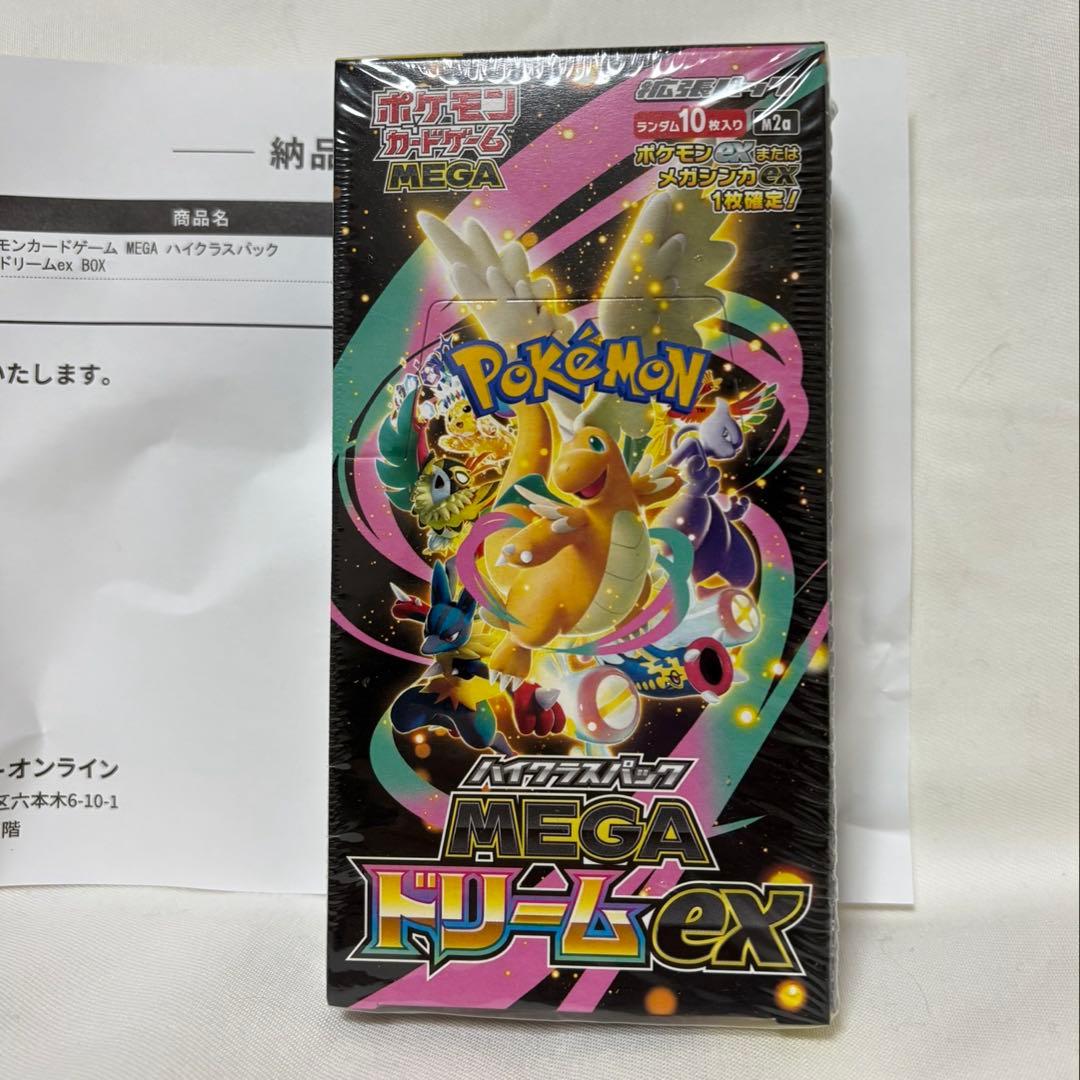 納品
商品名
モンカードゲーム MEGA ハイクラスパック
ドリームex BOX
いたします。
オンライン
区六本木6-10-1
階
ポケモン
カードゲーム™
MEGA
拡張パック
ランダム10枚入り M2a
ポケモンexまたは
メガシンカex
1枚確定!
POKÉMON
™
ハイクラスパック
MEGA
ドリームex